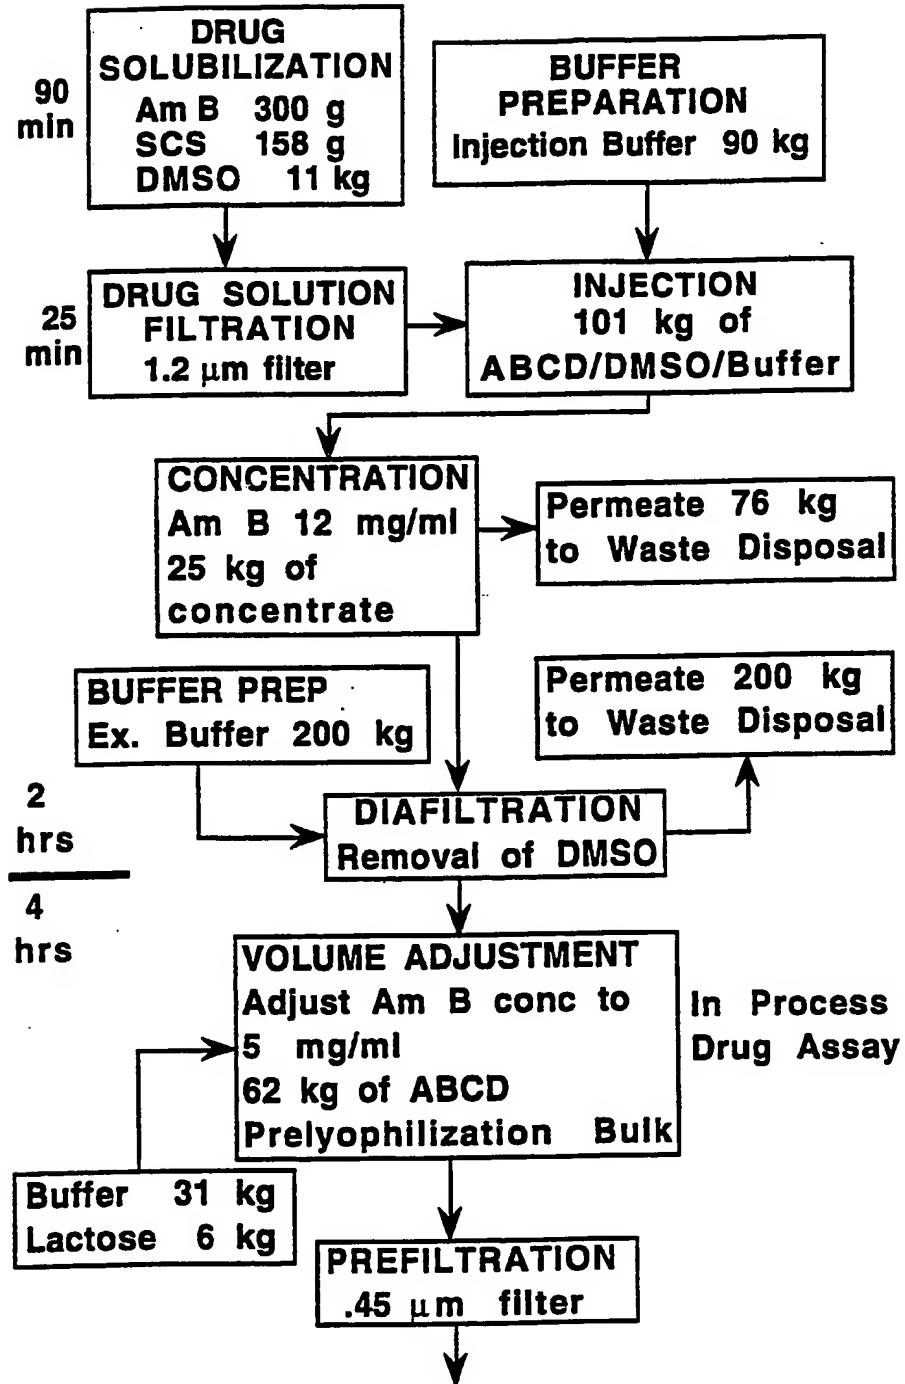 DRUG
SOLUBILIZATION
Am B 300 g
SCS 158 g
DMSO 11 kg
90
min
BUFFER
PREPARATION
Injection Buffer 90 kg
25
min
DRUG SOLUTION
FILTRATION
1.2 μm filter
INJECTION
101 kg of
ABCD/DMSO/Buffer
CONCENTRATION
Am B 12 mg/ml
25 kg of
concentrate
Permeate 76 kg
to Waste Disposal
BUFFER PREP
Ex. Buffer 200 kg
Permeate 200 kg
to Waste Disposal
2
hrs
DIAFILTRATION
Removal of DMSO
4
hrs
VOLUME ADJUSTMENT
Adjust Am B conc to
5 mg/ml
62 kg of ABCD
Prelyophilization Bulk
In Process
Drug Assay
Buffer 31 kg
Lactose 6 kg
PREFILTRATION
.45 μm filter